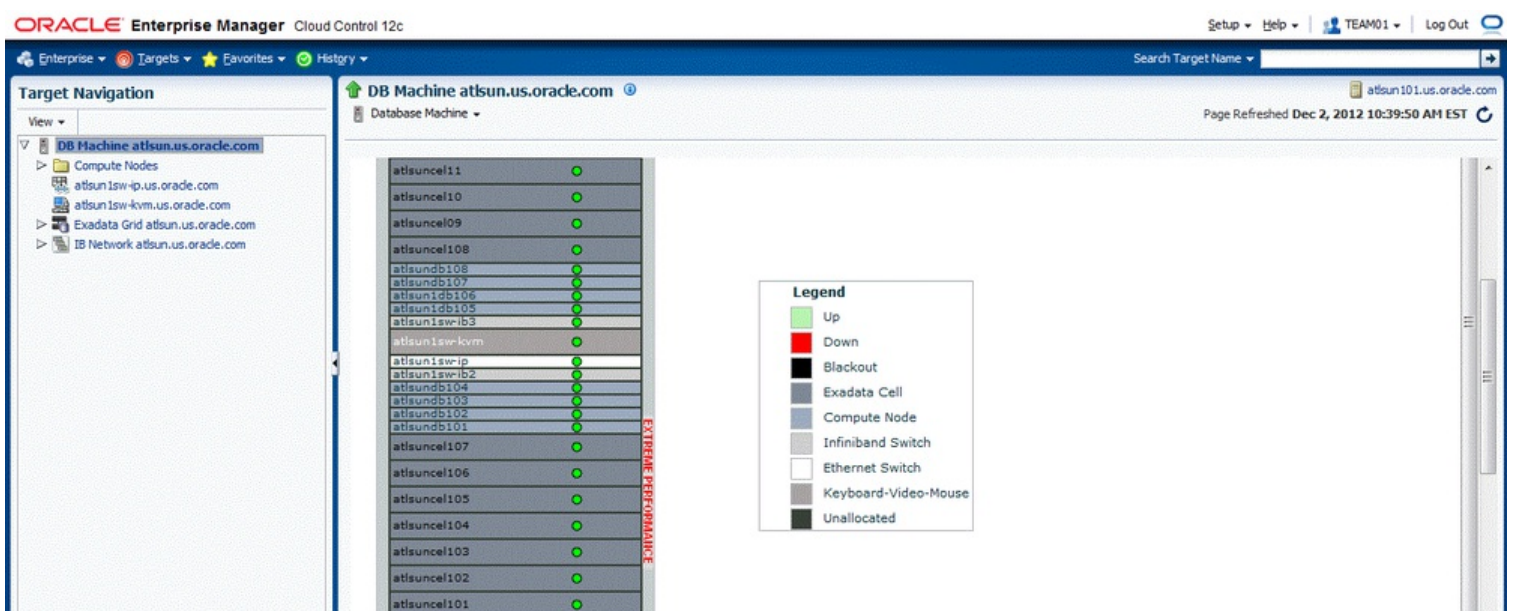 ORACLE Enterprise Manager Cloud Control 12c
Setup Help TEAM01 Log Out
Enterprise Targets Favorites History
Search Target Name
Target Navigation
View
DB Machine atlsun.us.oracle.com
Compute Nodes
atlsun1sw-ip.us.oracle.com
atlsun1sw-kvm.us.oracle.com
Exadata Grid atlsun.us.oracle.com
IB Network atlsun.us.oracle.com
DB Machine atlsun.us.oracle.com
atlsun101.us.oracle.com
Database Machine
Page Refreshed Dec 2, 2012 10:39:50 AM EST
atlsuncel11
atlsuncel10
atlsuncel09
atlsuncel108
atlsundb108
atlsundb107
atlsun1db106
atlsun1db105
atlsun1sw-ib3
atlsun1sw-kvm
atlsun1sw-ip
atlsun1sw-ib2
atlsundb104
atlsundb103
atlsundb102
atlsundb101
atlsuncel107
atlsuncel106
atlsuncel105
atlsuncel104
atlsuncel103
atlsuncel102
atlsuncel101
EXTREME PERFORMANCE
Legend
Up
Down
Blackout
Exadata Cell
Compute Node
Infiniband Switch
Ethernet Switch
Keyboard-Video-Mouse
Unallocated